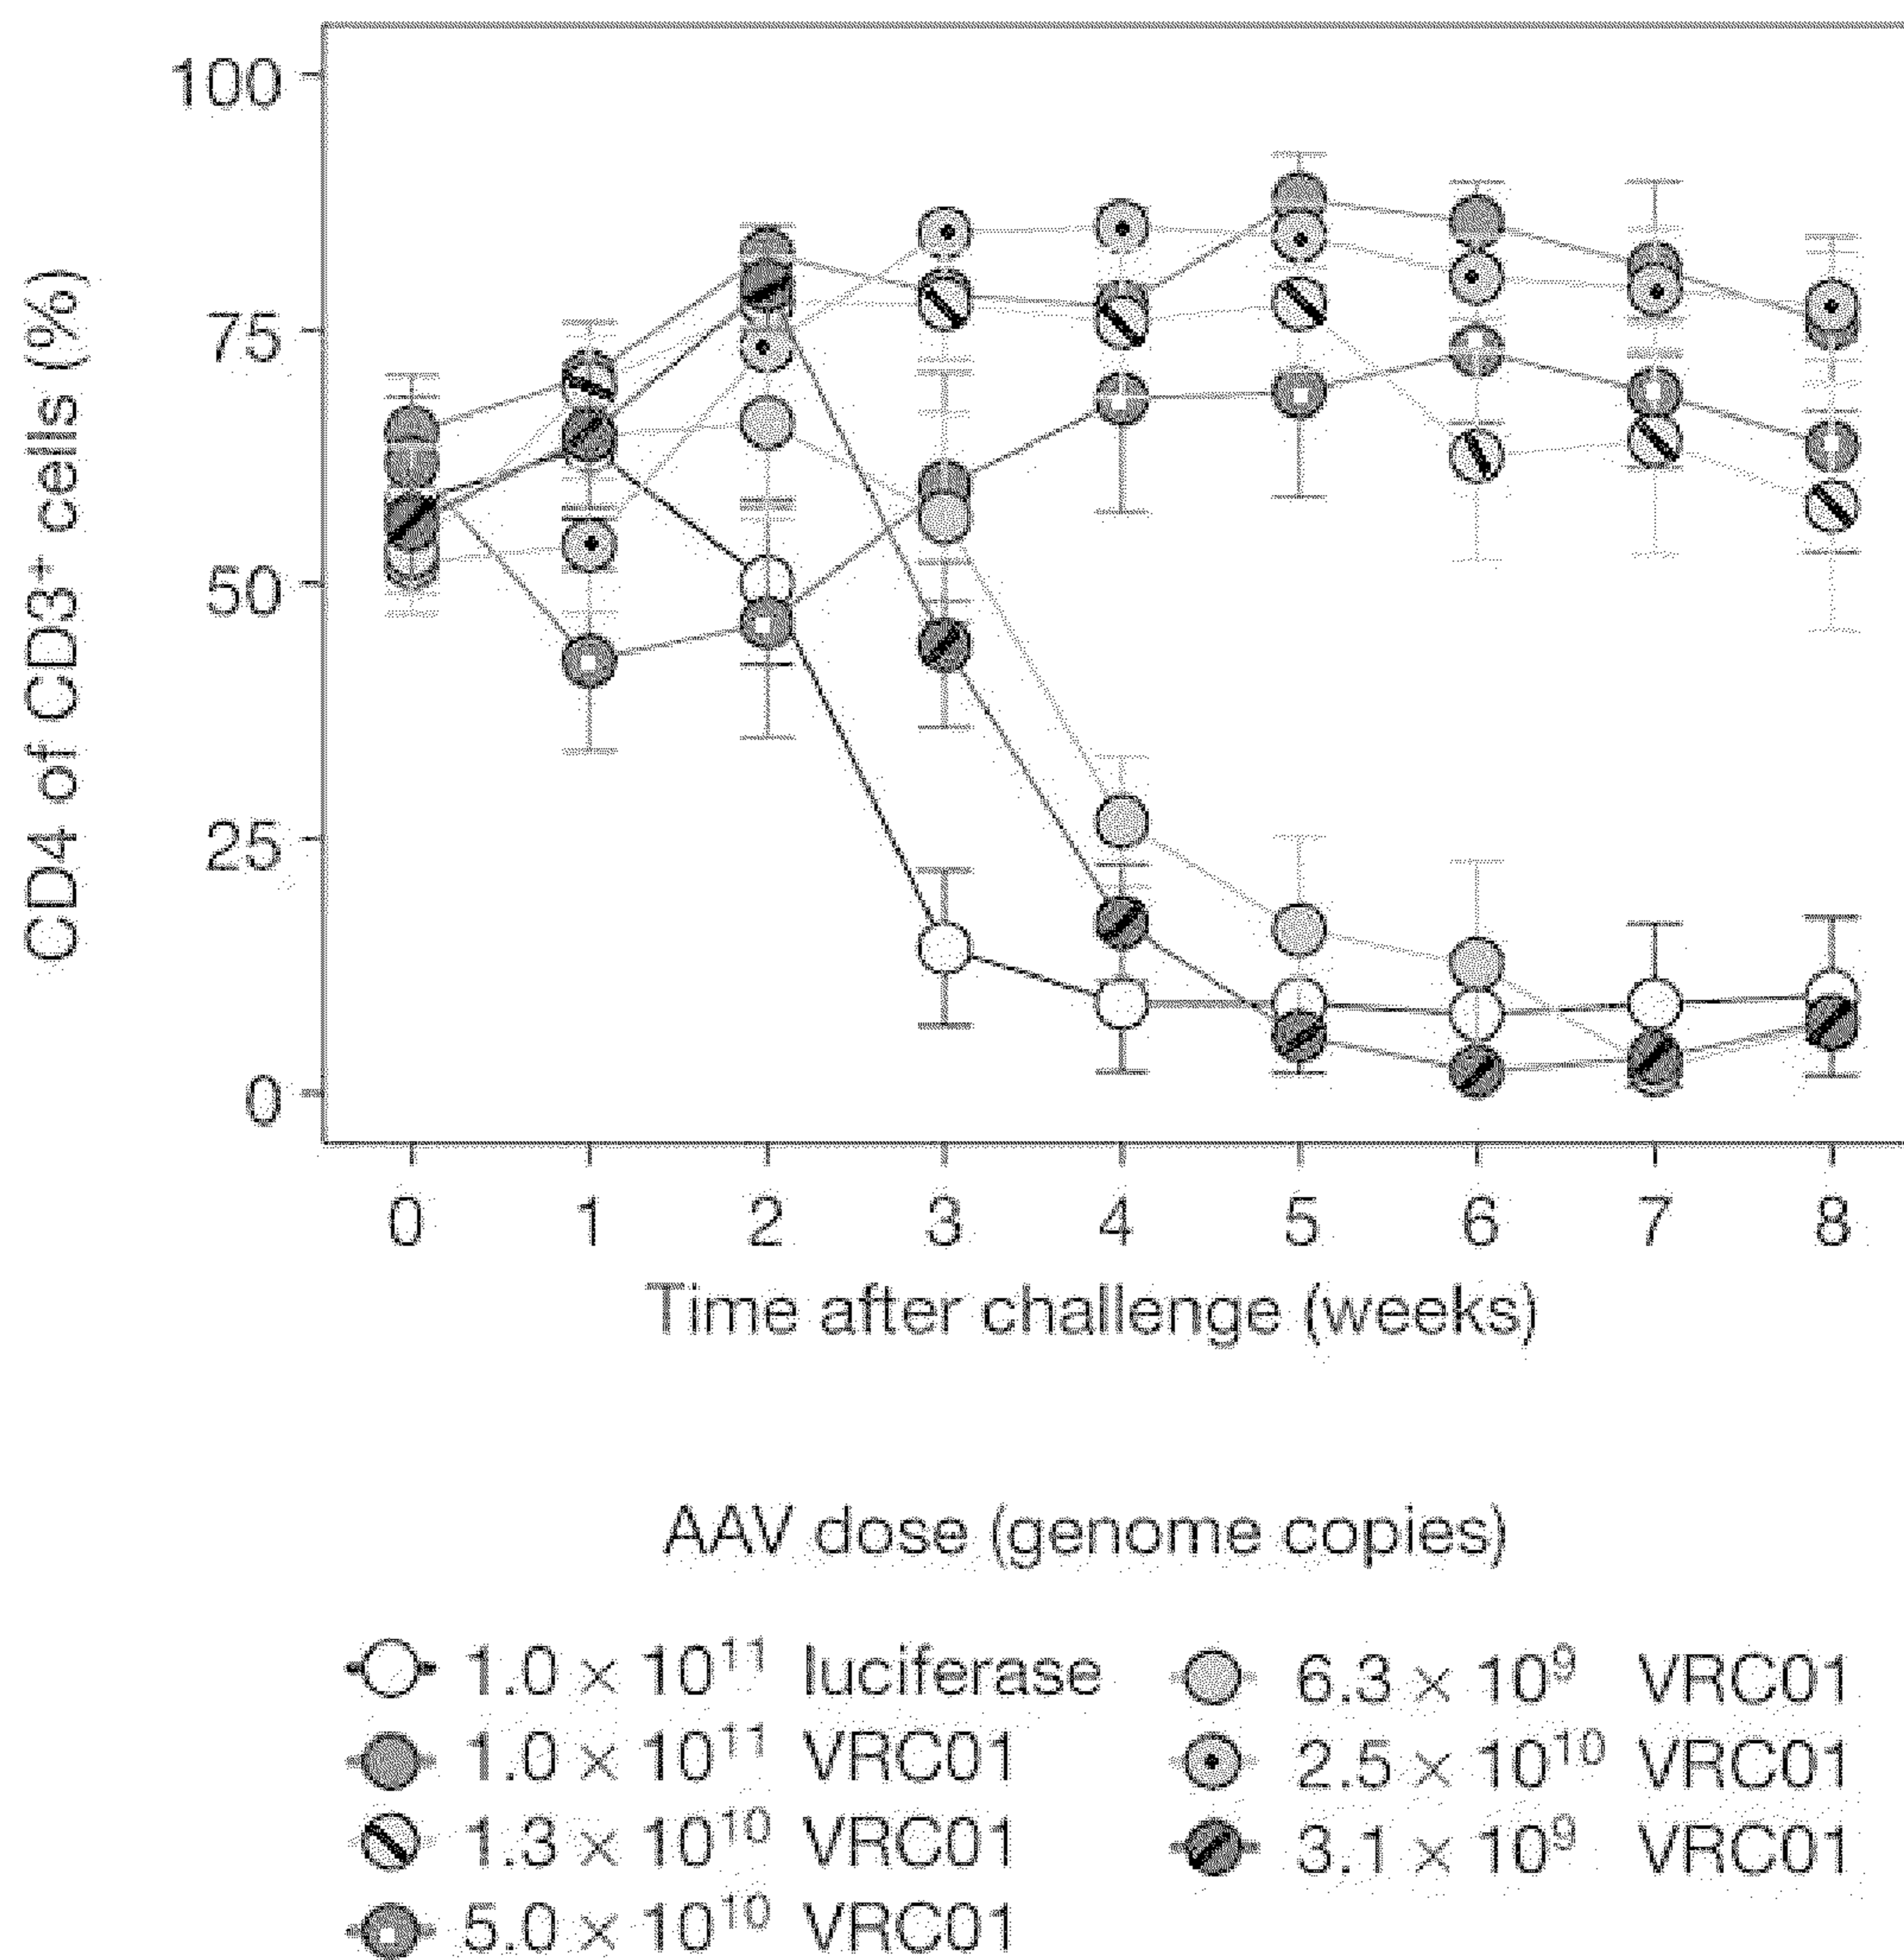 CD4 of CD3⁺ cells (%)
100
75
50
25
0
0 1 2 3 4 5 6 7 8
Time after challenge (weeks)
AAV dose (genome copies)
1.0 × 10¹¹ luciferase
1.0 × 10¹¹ VRC01
1.3 × 10¹⁰ VRC01
5.0 × 10¹⁰ VRC01
6.3 × 10⁹ VRC01
2.5 × 10¹⁰ VRC01
3.1 × 10⁹ VRC01